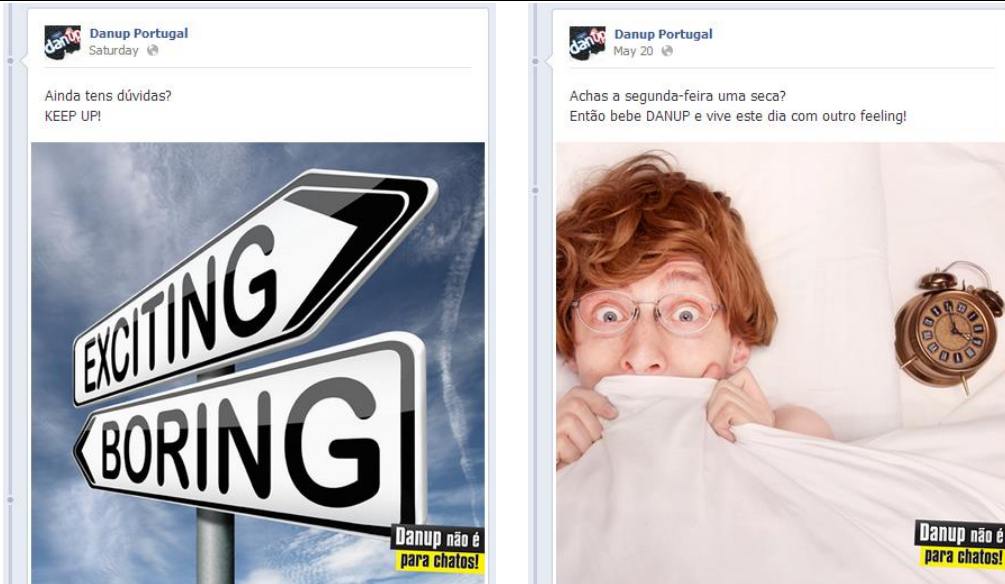 Danup Portugal
Saturday
Ainda tens dúvidas?
KEEP UP!
EXCITING
BORING
Danup não é
para chatos!
Danup Portugal
May 20
Achas a segunda-feira uma seca?
Então bebe DANUP e vive este dia com outro feeling!
Danup não é
para chatos!